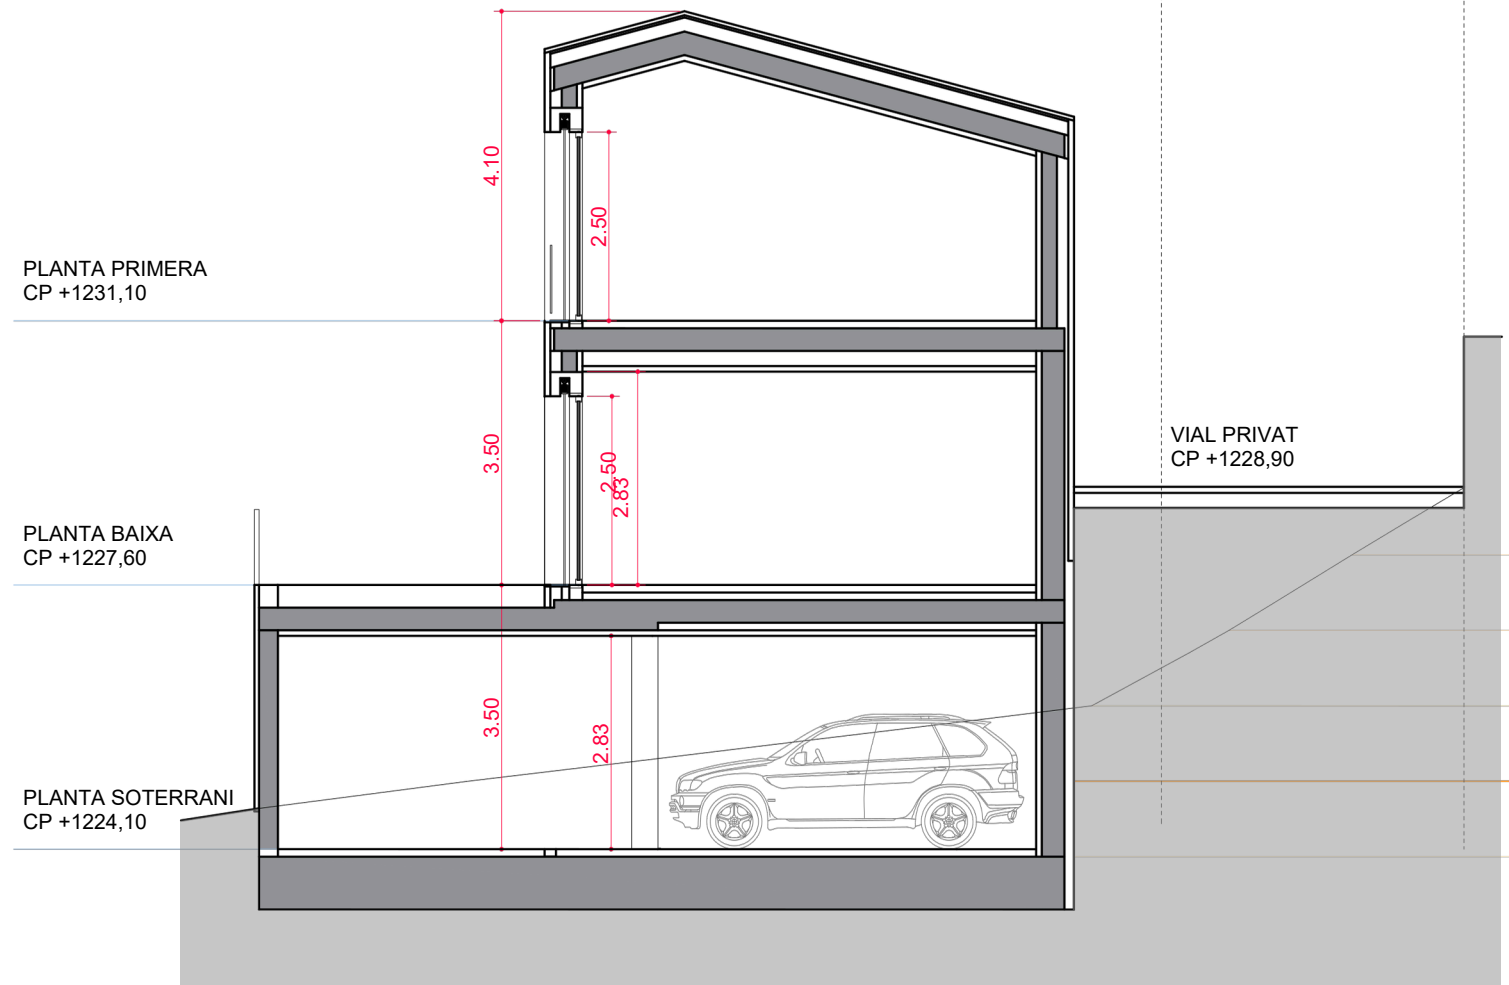 4.10
2.50
PLANTA PRIMERA
CP +1231,10
3.50
2.50
2.83
VIAL PRIVAT
CP +1228,90
PLANTA BAIXA
CP +1227,60
3.50
2.83
PLANTA SOTERRANI
CP +1224,10